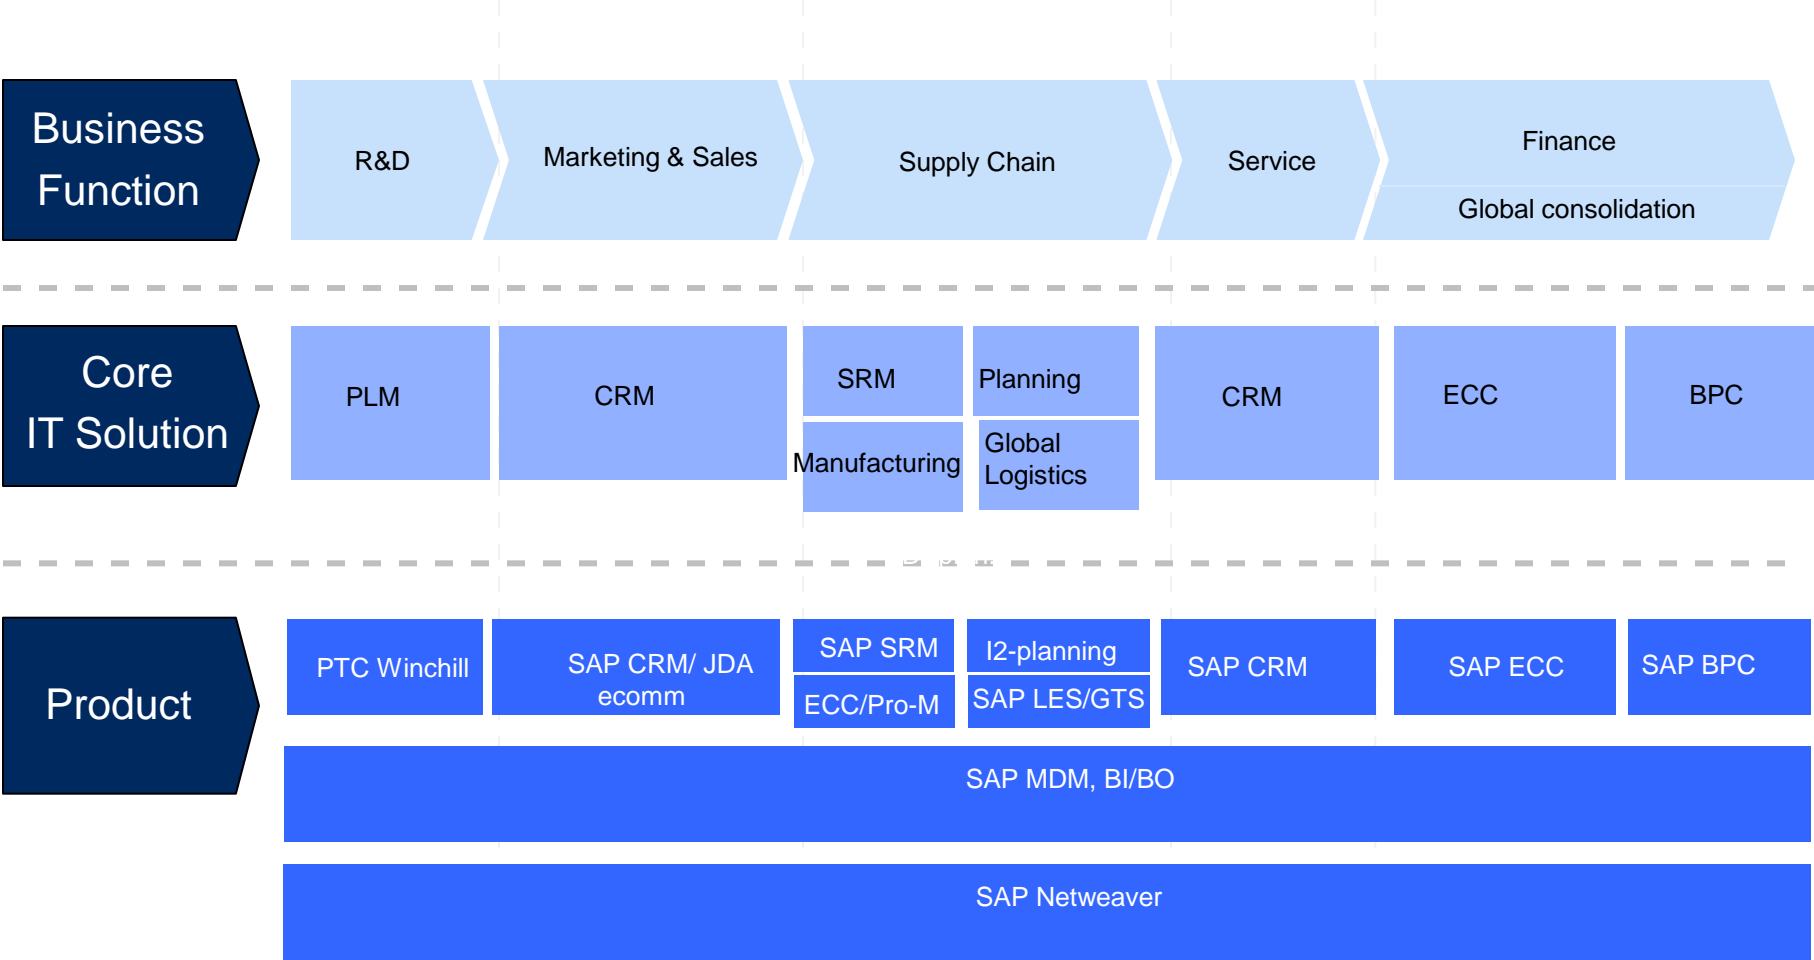 Business
Function
R&D
Marketing & Sales
Supply Chain
Service
Finance
Global consolidation
Core
IT Solution
PLM
CRM
SRM
Planning
Manufacturing
Global
Logistics
CRM
ECC
BPC
Product
PTC Winchill
SAP CRM/ JDA
ecomm
SAP SRM
I2-planning
ECC/Pro-M
SAP LES/GTS
SAP CRM
SAP ECC
SAP BPC
SAP MDM, BI/BO
SAP Netweaver